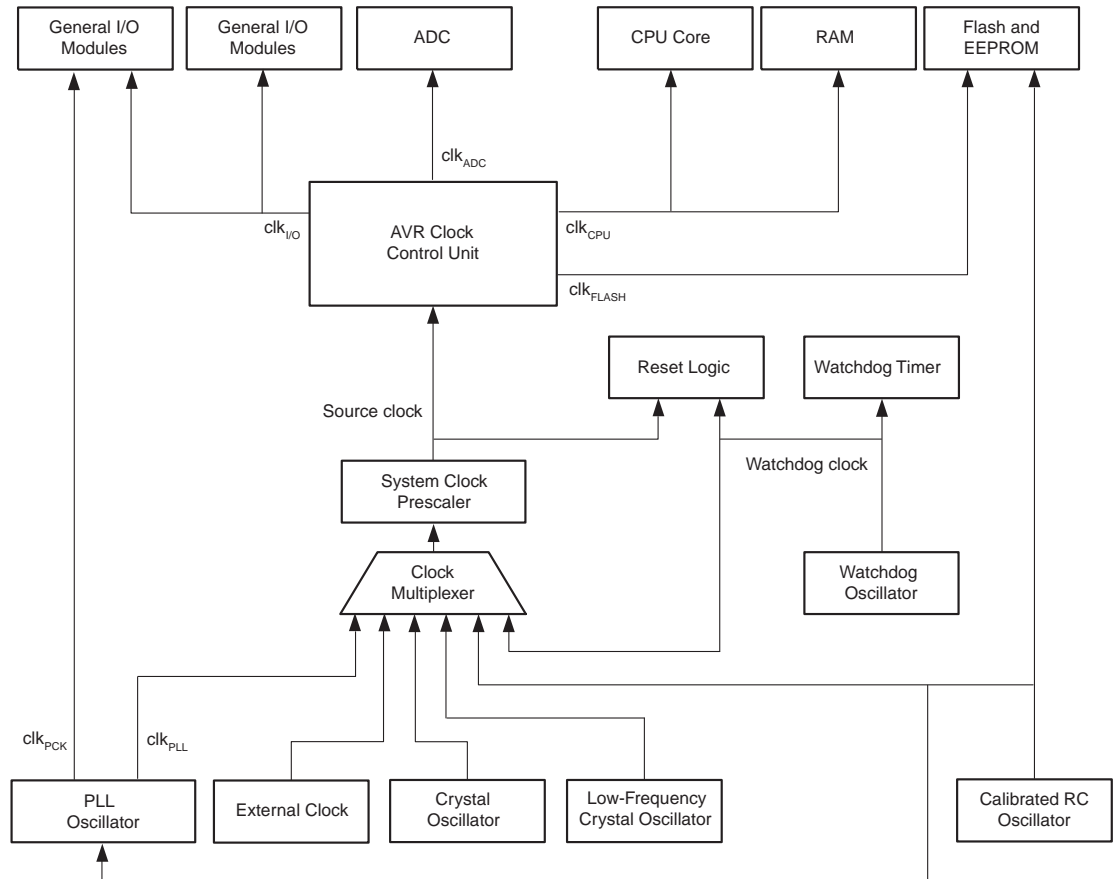 General I/O
Modules
General I/O
Modules
ADC
CPU Core
RAM
Flash and
EEPROM
clkADC
clkI/O
AVR Clock
Control Unit
clkCPU
clkFLASH
Reset Logic
Watchdog Timer
Source clock
Watchdog clock
System Clock
Prescaler
Clock
Multiplexer
Watchdog
Oscillator
clkPCK
clkPLL
PLL
Oscillator
External Clock
Crystal
Oscillator
Low-Frequency
Crystal Oscillator
Calibrated RC
Oscillator